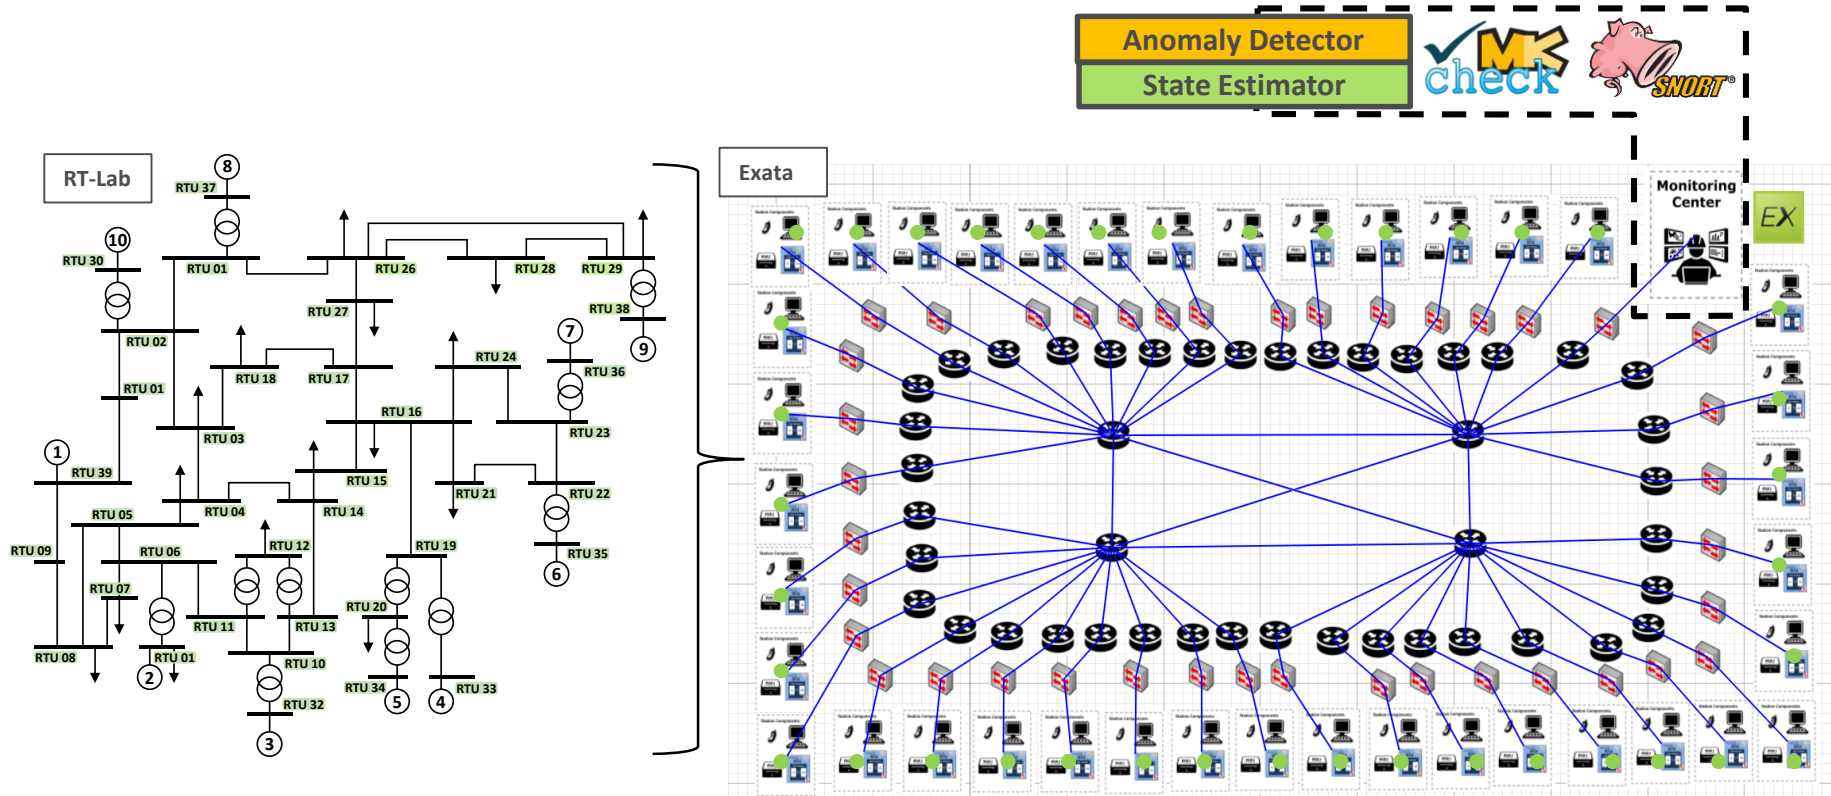 Anomaly Detector
State Estimator
check
MK
SNORT®
RT-Lab
Exata
Monitoring
Center
EX
8
RTU 37
10
RTU 30
RTU 01
RTU 26
RTU 28
RTU 29
RTU 38
9
RTU 27
RTU 02
7
RTU 24
RTU 36
RTU 18
RTU 17
RTU 01
RTU 16
RTU 23
RTU 03
1
RTU 39
RTU 15
RTU 21
RTU 22
RTU 04
RTU 14
RTU 05
RTU 09
RTU 06
RTU 12
RTU 19
RTU 35
6
RTU 07
RTU 20
RTU 11
RTU 13
RTU 08
RTU 01
RTU 10
2
RTU 34
RTU 33
RTU 32
5
4
3